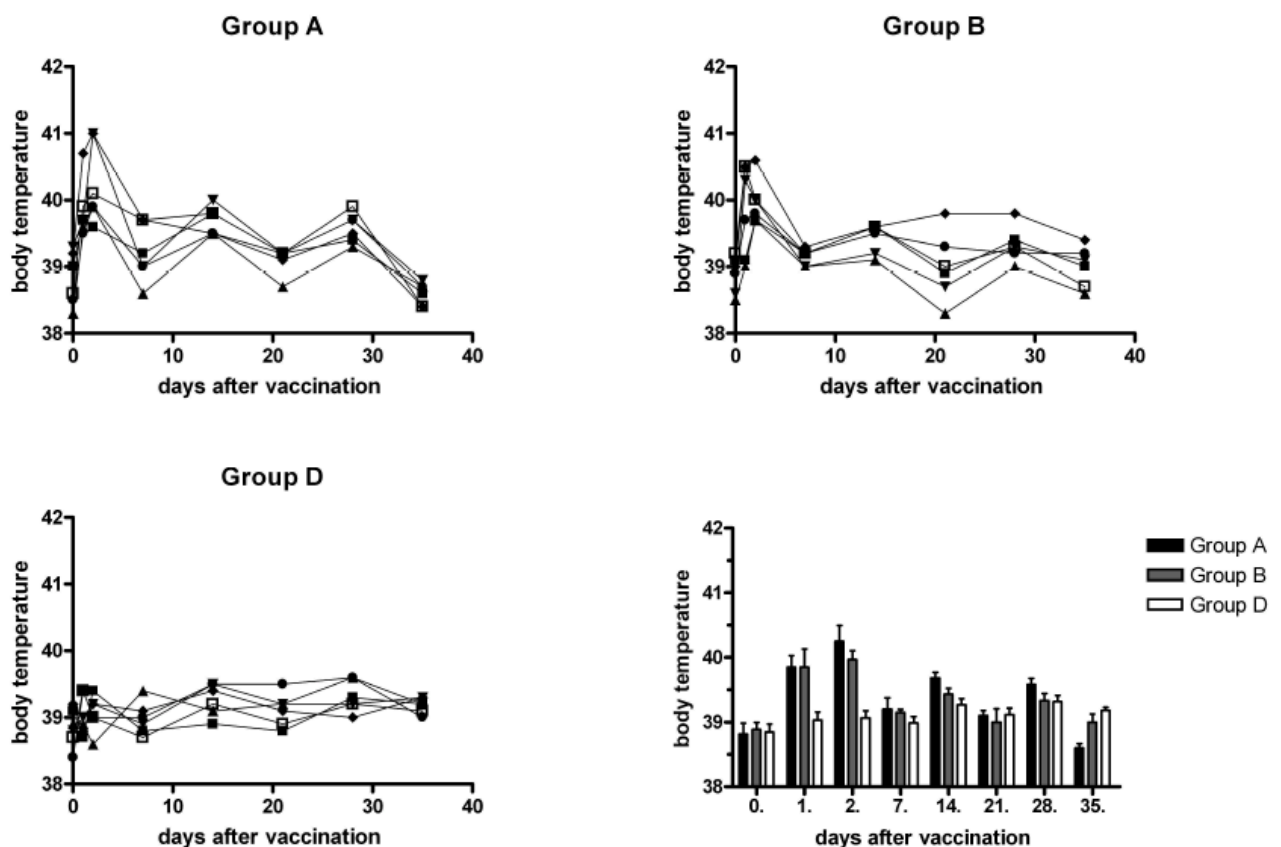 Group A
42
41
40
39
38
body temperature
0 10 20 30 40
days after vaccination
Group B
42
41
40
39
38
body temperature
0 10 20 30 40
days after vaccination
Group D
42
41
40
39
38
body temperature
0 10 20 30 40
days after vaccination
42
41
40
39
38
body temperature
0. 1. 2. 7. 14. 21. 28. 35.
days after vaccination
Group A
Group B
Group D